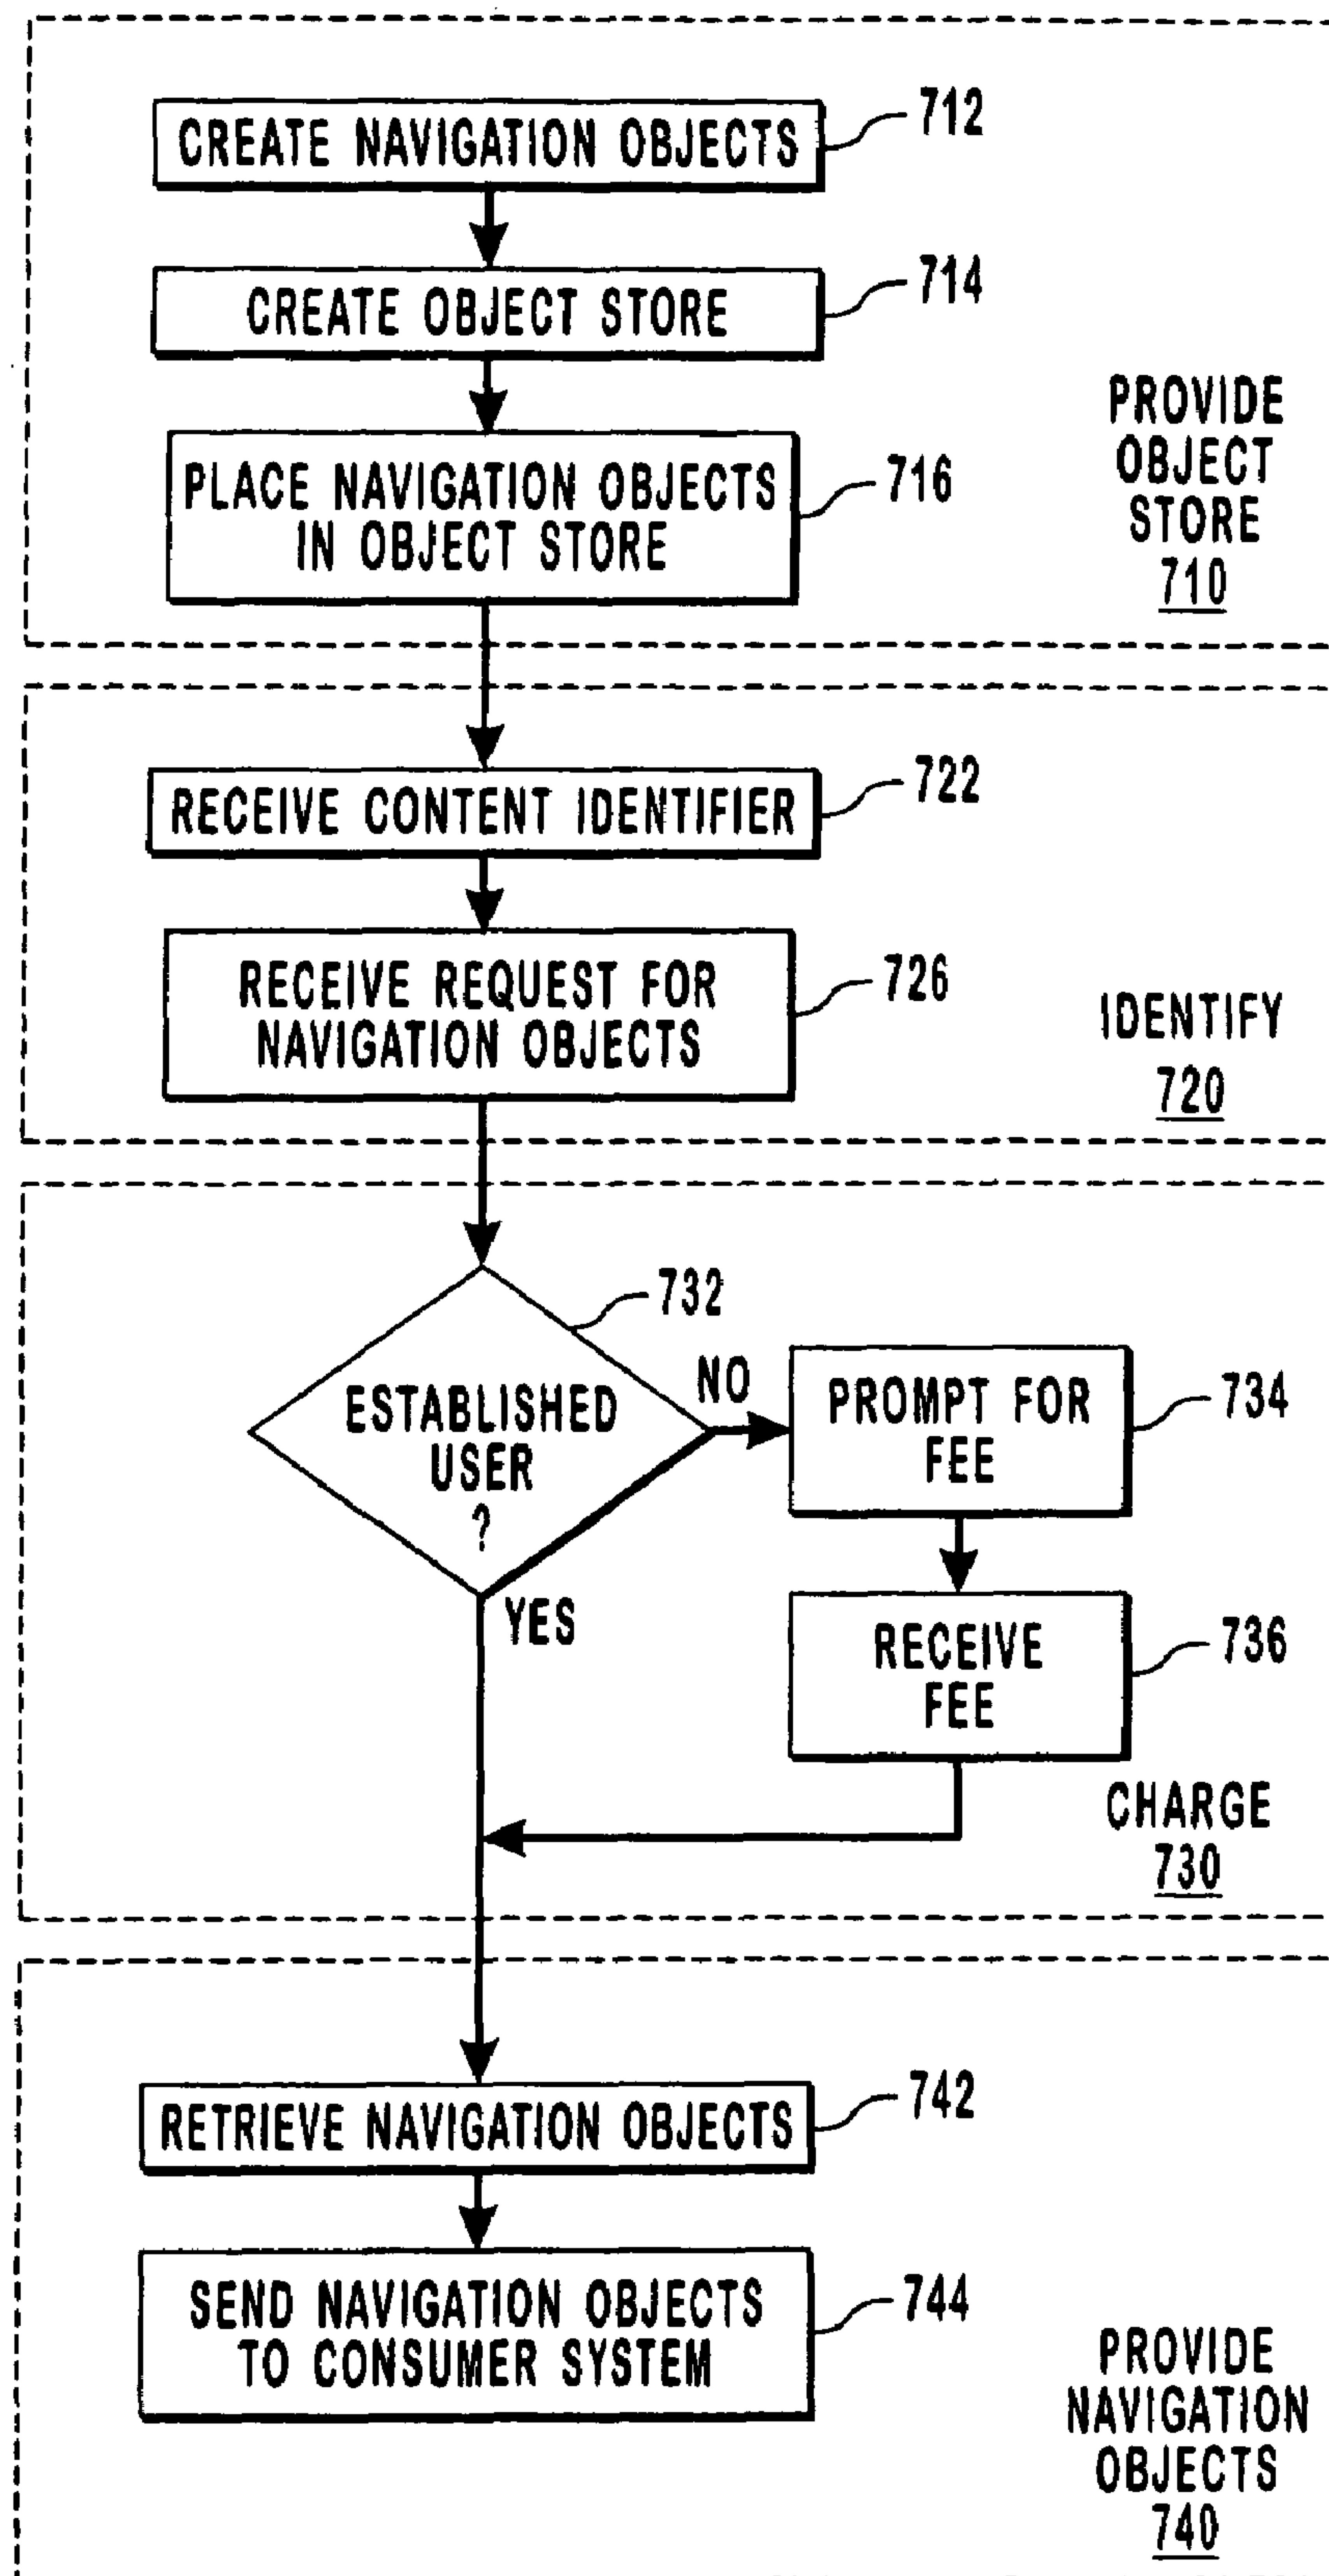 CREATE NAVIGATION OBJECTS
712
CREATE OBJECT STORE
714
PLACE NAVIGATION OBJECTS
IN OBJECT STORE
716
PROVIDE
OBJECT
STORE
710
RECEIVE CONTENT IDENTIFIER
722
RECEIVE REQUEST FOR
NAVIGATION OBJECTS
726
IDENTIFY
720
ESTABLISHED
USER
?
732
NO
YES
PROMPT FOR
FEE
734
RECEIVE
FEE
736
CHARGE
730
RETRIEVE NAVIGATION OBJECTS
742
SEND NAVIGATION OBJECTS
TO CONSUMER SYSTEM
744
PROVIDE
NAVIGATION
OBJECTS
740